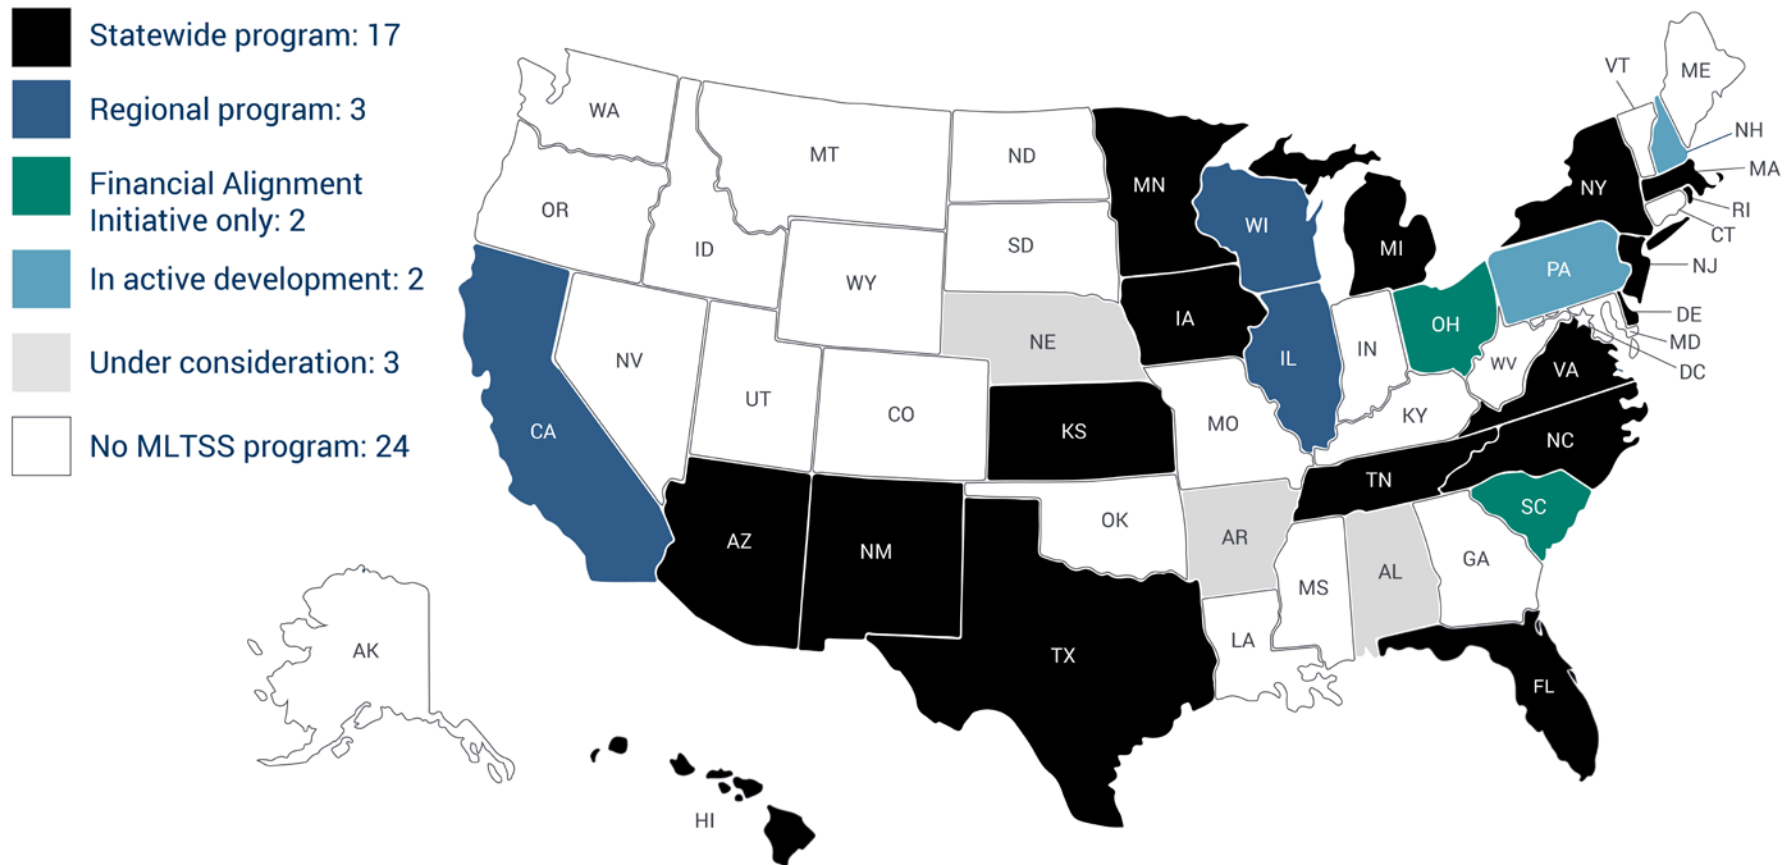 Statewide program: 17
Regional program: 3
Financial Alignment
Initiative only: 2
In active development: 2
Under consideration: 3
No MLTSS program: 24
WA
MT
ND
MN
VT
ME
NH
MA
NY
RI
CT
OR
ID
SD
WI
MI
WY
PA
NJ
IA
OH
DE
NE
IL
IN
MD
NV
WV
VA
DC
UT
CO
KS
MO
KY
CA
NC
TN
AZ
NM
OK
AR
SC
MS
AL
GA
LA
AK
TX
FL
HI